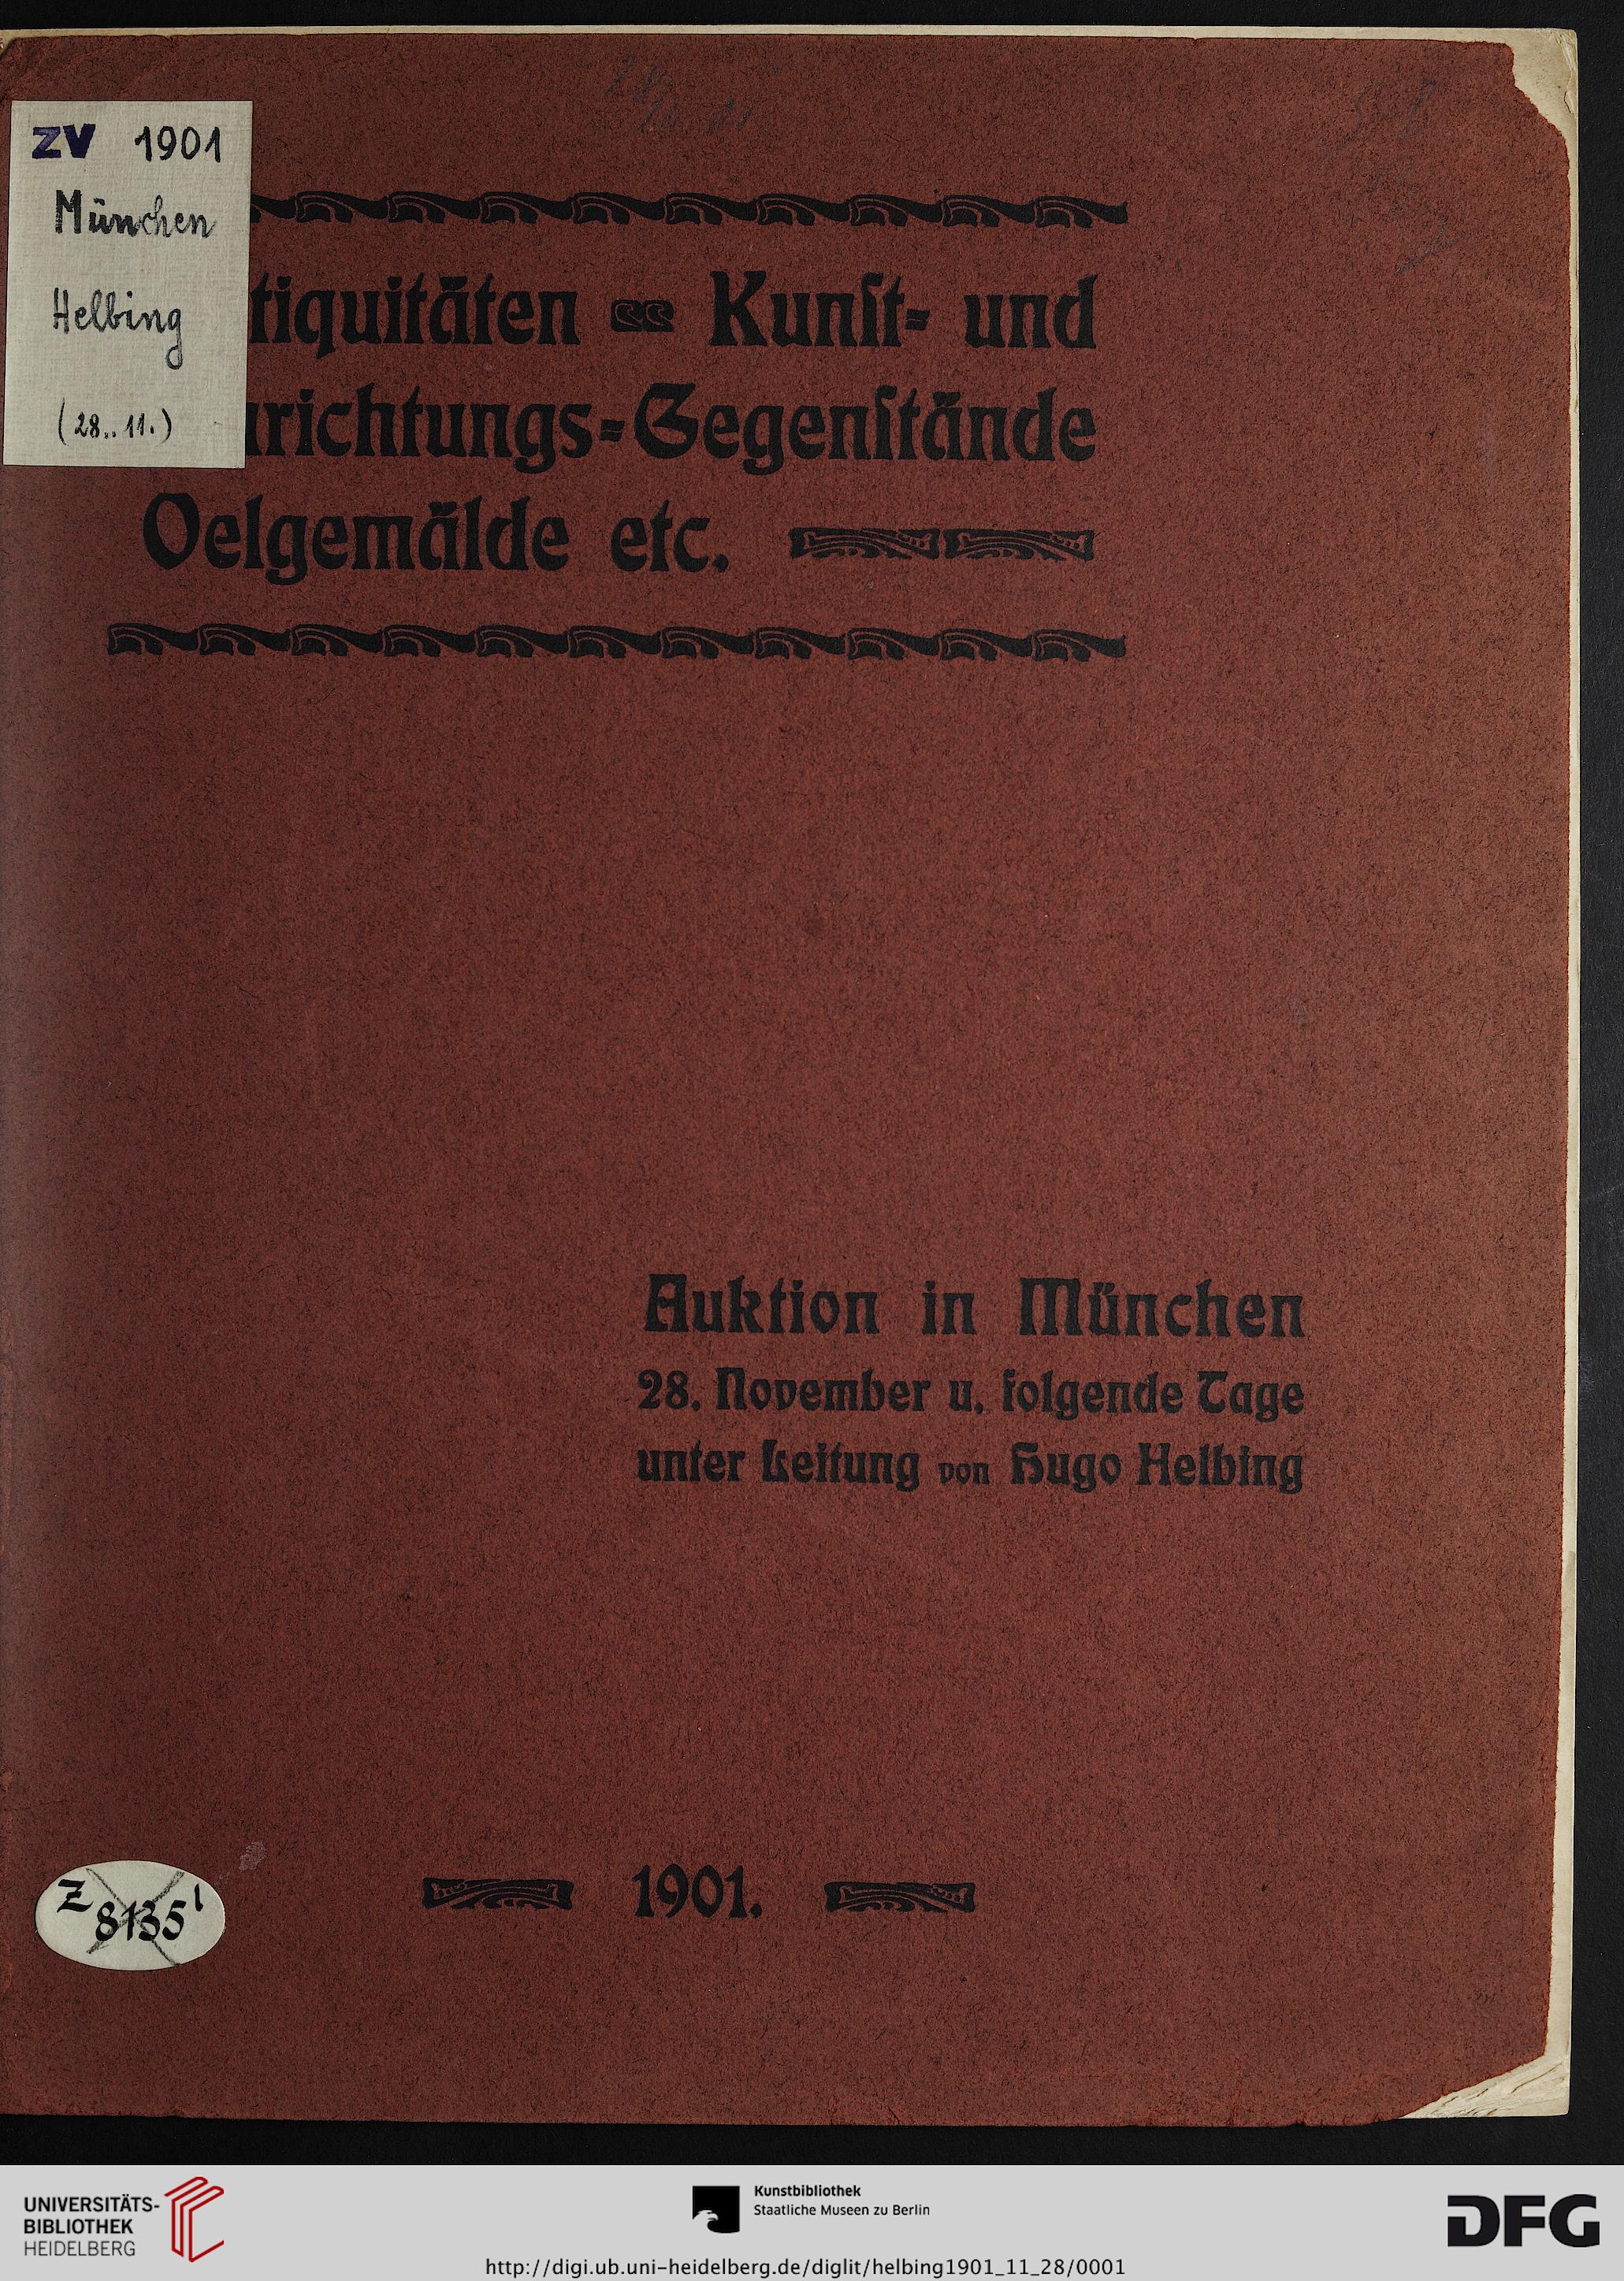 ZV 1901
München
Helbing
(28..11.)
tiquitäten Kunſt- und
richtungs-Gegenſtände
Oelgemälde etc.
Auktion in München
28. November u. folgende Tage
unter Leitung von Hugo Helbing
1901.
Z 8135¹
UNIVERSITÄTS-
BIBLIOTHEK
HEIDELBERG
Kunstbibliothek
Staatliche Museen zu Berlin
DFG
http://digi.ub.uni-heidelberg.de/diglit/helbing1901_11_28/0001